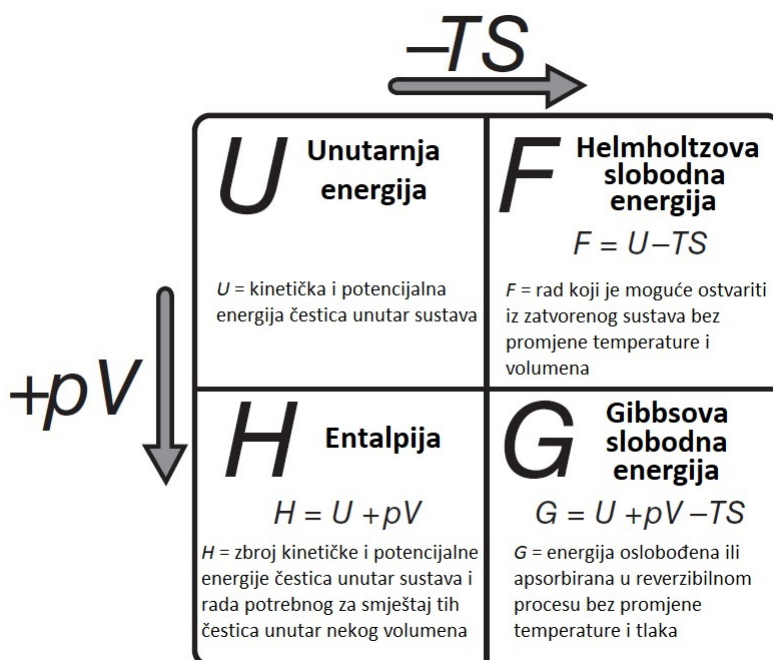 –TS
U
Unutarnja
energija
U = kinetička i potencijalna
energija čestica unutar sustava
F
Helmholtzova
slobodna
energija
F = U–TS
F = rad koji je moguće ostvariti
iz zatvorenog sustava bez
promjene temperature i
volumena
+pV
H
Entalpija
H = U +pV
H = zbroj kinetičke i potencijalne
energije čestica unutar sustava i
rada potrebnog za smještaj tih
čestica unutar nekog volumena
G
Gibbsova
slobodna
energija
G = U +pV –TS
G = energija oslobođena ili
apsorbirana u reverzibilnom
procesu bez promjene
temperature i tlaka